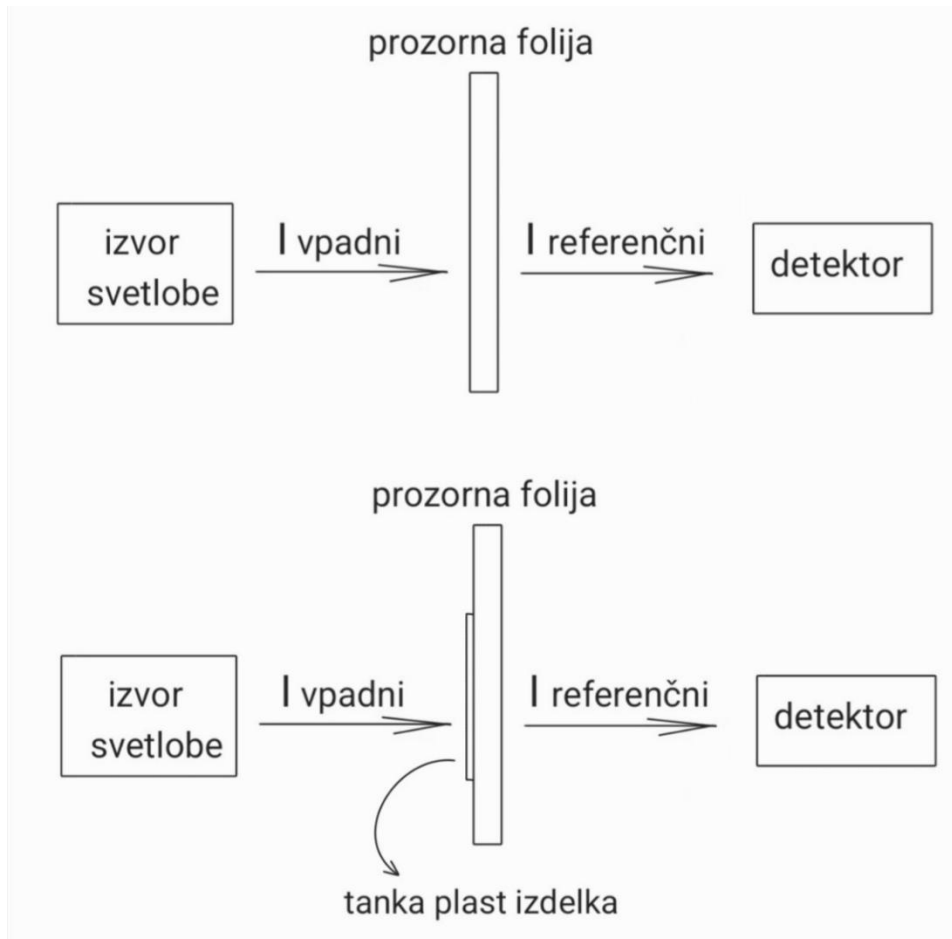 prozorna folija
izvor
svetlobe
I vpadni
I referenčni
detektor
prozorna folija
izvor
svetlobe
I vpadni
I referenčni
detektor
tanka plast izdelka